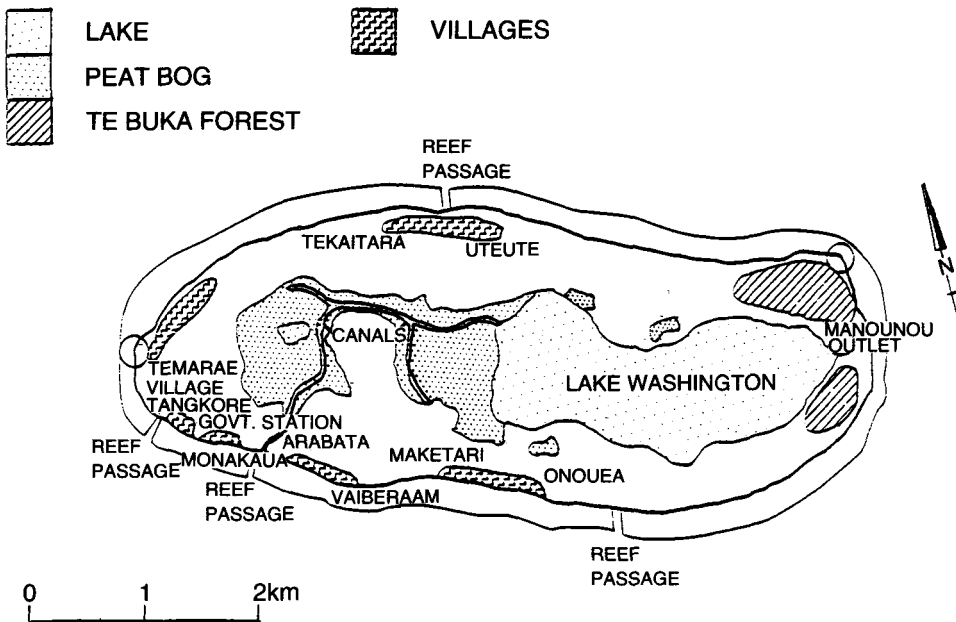 LAKE
VILLAGES
PEAT BOG
TE BUKA FOREST
REEF
PASSAGE
N
TEKAITARA
UTEUTE
CANALS
MANOUNOU
OUTLET
LAKE WASHINGTON
TEMARAE
VILLAGE
TANGKORE
GOVT. STATION
ARABATA
REEF
PASSAGE
MONAKAUA
MAKETARI
ONOUEA
REEF
PASSAGE
VAIBERAAM
REEF
PASSAGE
0 1 2km